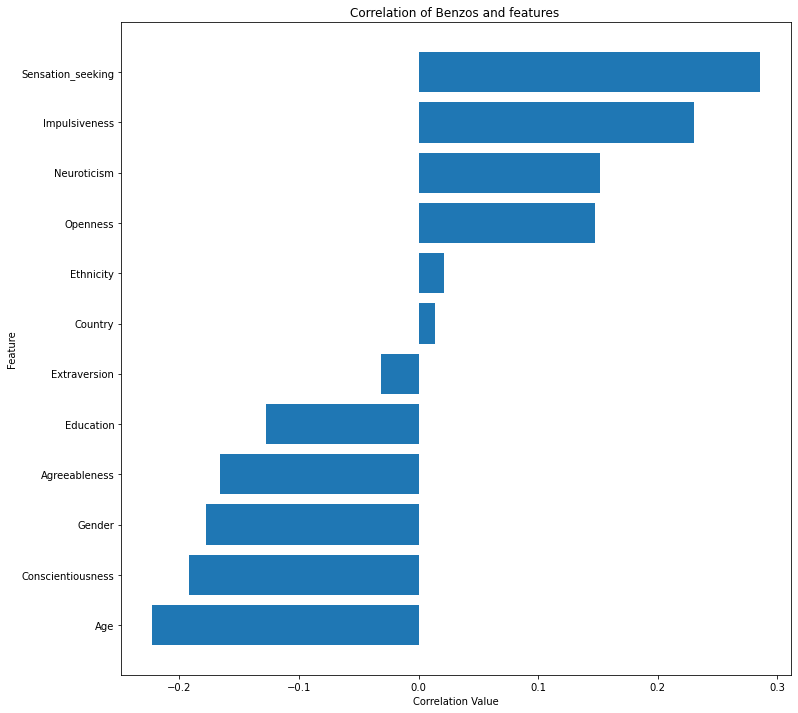 Correlation of Benzos and features
Sensation_seeking
Impulsiveness
Neuroticism
Openness
Ethnicity
Country
Extraversion
Education
Agreeableness
Gender
Conscientiousness
Age
Feature
−0.2
−0.1
0.0
0.1
0.2
0.3
Correlation Value